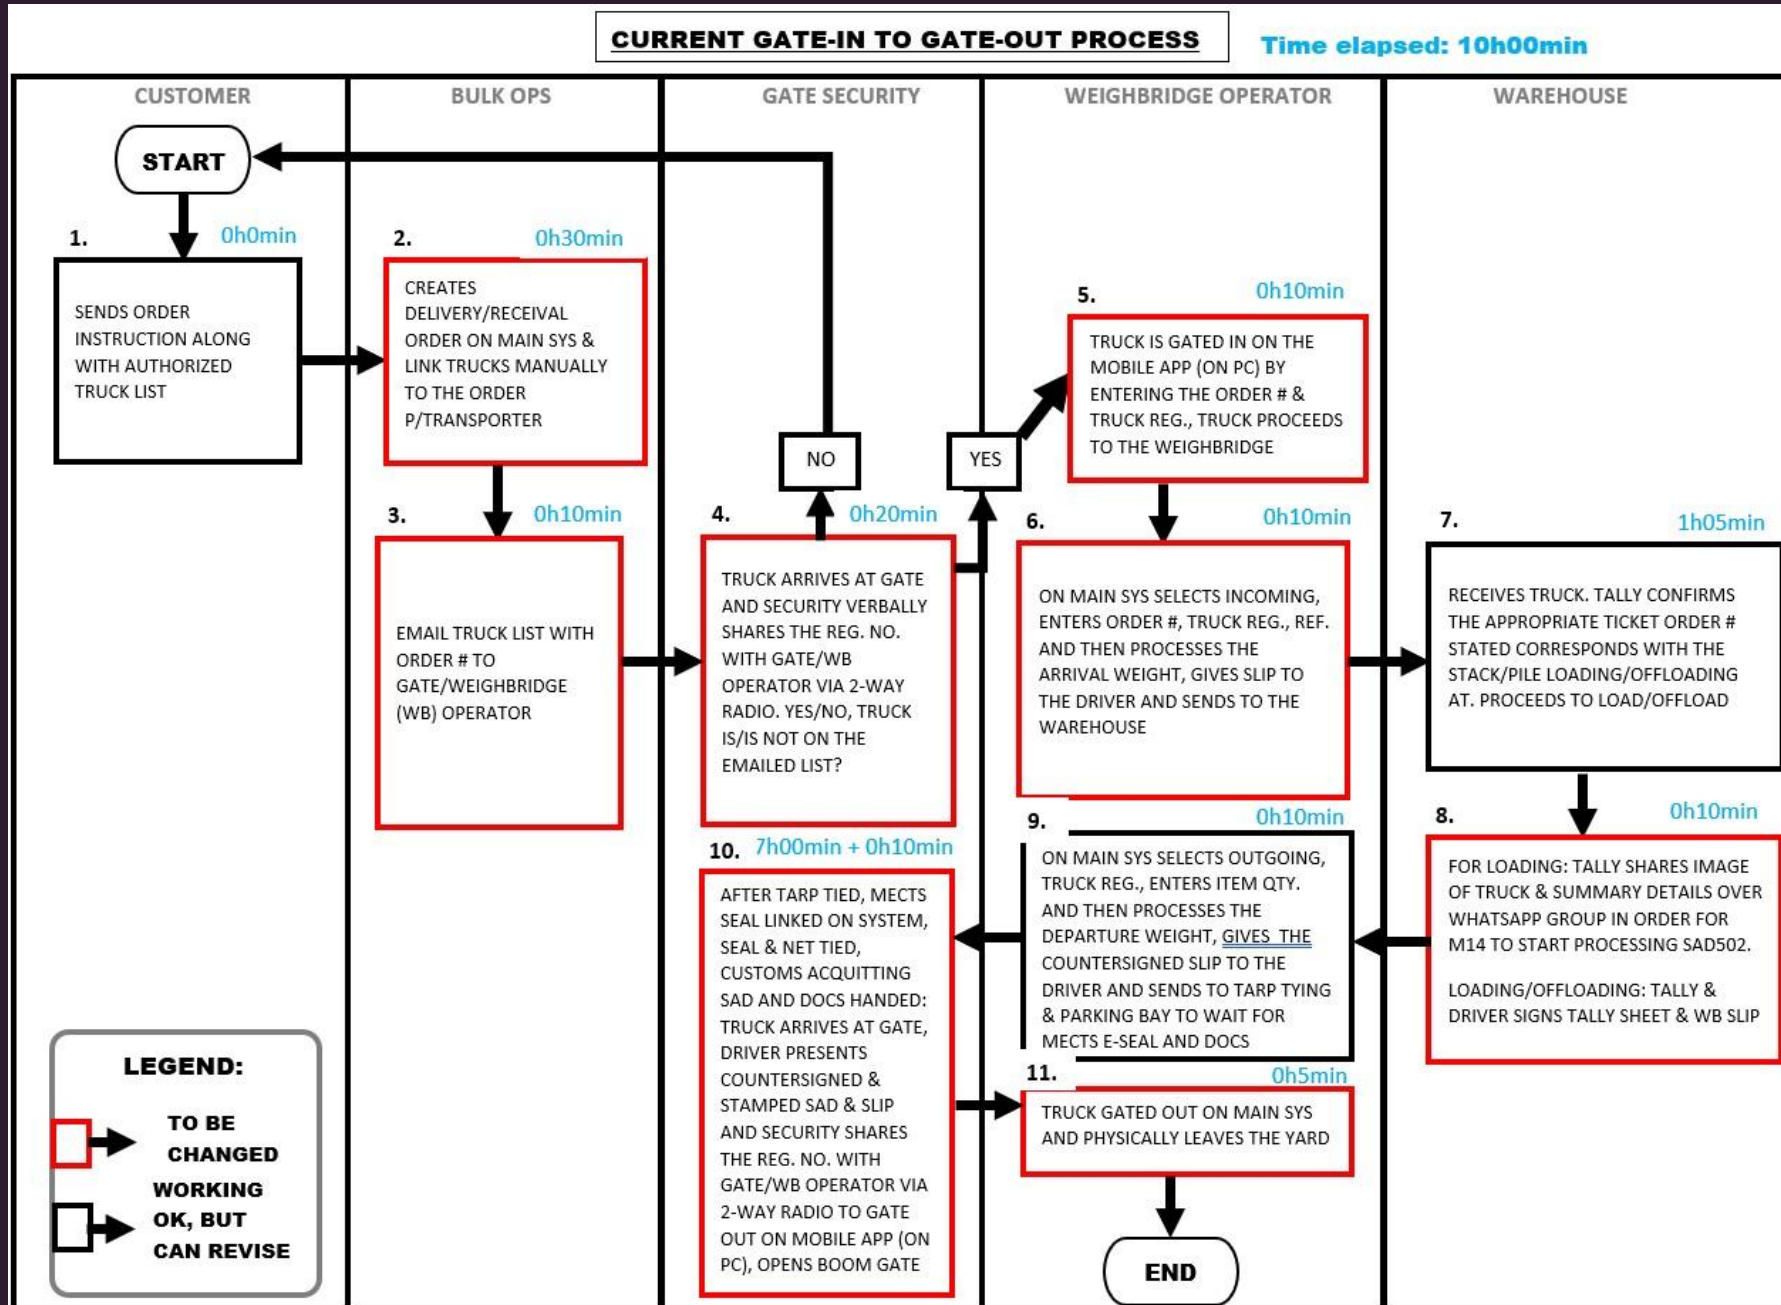 CURRENT GATE-IN TO GATE-OUT PROCESS
Time elapsed: 10h00min
CUSTOMER
BULK OPS
GATE SECURITY
WEIGHBRIDGE OPERATOR
WAREHOUSE
START
1.
0h0min
SENDS ORDER
INSTRUCTION ALONG
WITH AUTHORIZED
TRUCK LIST
2.
0h30min
CREATES
DELIVERY/RECEIVAL
ORDER ON MAIN SYS &
LINK TRUCKS MANUALLY
TO THE ORDER
P/TRANSPORTER
3.
0h10min
EMAIL TRUCK LIST WITH
ORDER # TO
GATE/WEIGHBRIDGE
(WB) OPERATOR
NO
YES
4.
0h20min
TRUCK ARRIVES AT GATE
AND SECURITY VERBALLY
SHARES THE REG. NO.
WITH GATE/WB
OPERATOR VIA 2-WAY
RADIO. YES/NO, TRUCK
IS/IS NOT ON THE
EMAILED LIST?
5.
0h10min
TRUCK IS GATED IN ON THE
MOBILE APP (ON PC) BY
ENTERING THE ORDER # &
TRUCK REG., TRUCK PROCEEDS
TO THE WEIGHBRIDGE
6.
0h10min
ON MAIN SYS SELECTS INCOMING,
ENTERS ORDER #, TRUCK REG., REF.
AND THEN PROCESSES THE
ARRIVAL WEIGHT, GIVES SLIP TO
THE DRIVER AND SENDS TO THE
WAREHOUSE
7.
1h05min
RECEIVES TRUCK. TALLY CONFIRMS
THE APPROPRIATE TICKET ORDER #
STATED CORRESPONDS WITH THE
STACK/PILE LOADING/OFFLOADING
AT. PROCEEDS TO LOAD/OFFLOAD
8.
0h10min
FOR LOADING: TALLY SHARES IMAGE
OF TRUCK & SUMMARY DETAILS OVER
WHATSAPP GROUP IN ORDER FOR
M14 TO START PROCESSING SAD502.
LOADING/OFFLOADING: TALLY &
DRIVER SIGNS TALLY SHEET & WB SLIP
9.
0h10min
ON MAIN SYS SELECTS OUTGOING,
TRUCK REG., ENTERS ITEM QTY.
AND THEN PROCESSES THE
DEPARTURE WEIGHT, GIVES THE
COUNTERSIGNED SLIP TO THE
DRIVER AND SENDS TO TARP TYING
& PARKING BAY TO WAIT FOR
MECTS E-SEAL AND DOCS
10.
7h00min + 0h10min
AFTER TARP TIED, MECTS
SEAL LINKED ON SYSTEM,
SEAL & NET TIED,
CUSTOMS ACQUITTING
SAD AND DOCS HANDED:
TRUCK ARRIVES AT GATE,
DRIVER PRESENTS
COUNTERSIGNED &
STAMPED SAD & SLIP
AND SECURITY SHARES
THE REG. NO. WITH
GATE/WB OPERATOR VIA
2-WAY RADIO TO GATE
OUT ON MOBILE APP (ON
PC), OPENS BOOM GATE
11.
0h5min
TRUCK GATED OUT ON MAIN SYS
AND PHYSICALLY LEAVES THE YARD
END
LEGEND:
TO BE
CHANGED
WORKING
OK, BUT
CAN REVISE